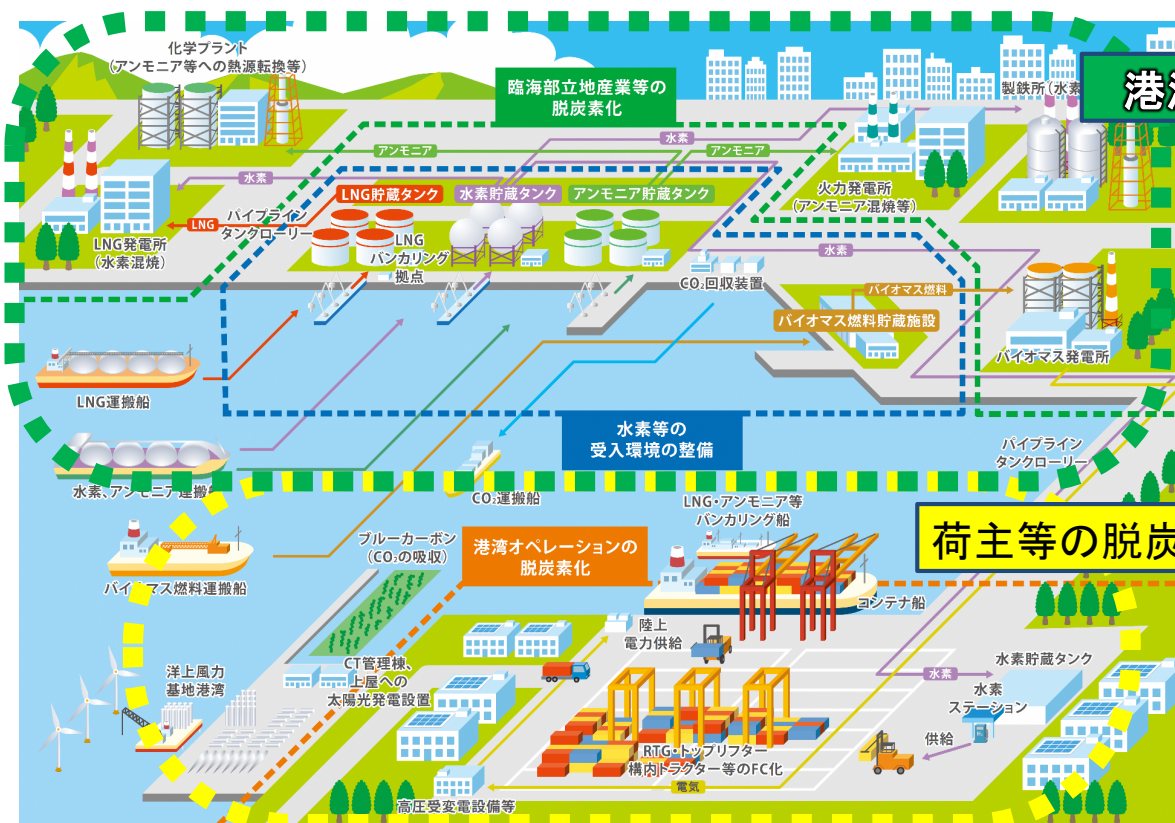 化学プラント
(アンモニア等への熱源転換等)
臨海部立地産業等の
脱炭素化
製鉄所(水素
港
水素
アンモニア
アンモニア
水素
火力発電所
(アンモニア混焼等)
LNG貯蔵タンク
水素貯蔵タンク
アンモニア貯蔵タンク
LNG
パイプライン
タンクローリー
LNG発電所
(水素混焼)
LNG
バンカリング
拠点
水素
CO₂回収装置
バイオマス燃料
バイオマス燃料貯蔵施設
バイオマス発電所
LNG運搬船
水素等の
受入環境の整備
パイプライン
タンクローリー
水素、アンモニア運搬
CO₂運搬船
LNG・アンモニア等
バンカリング船
荷主等の脱炭
ブルーカーボン
(CO₂の吸収)
港湾オペレーションの
脱炭素化
バイオマス燃料運搬船
コンテナ船
陸上
電力供給
洋上風力
基地港湾
CT管理棟、
上屋への
太陽光発電設置
水素
水素貯蔵タンク
水素
ステーション
供給
RTG・トップリフター
構内トラクター等のFC化
電気
高圧受変電設備等